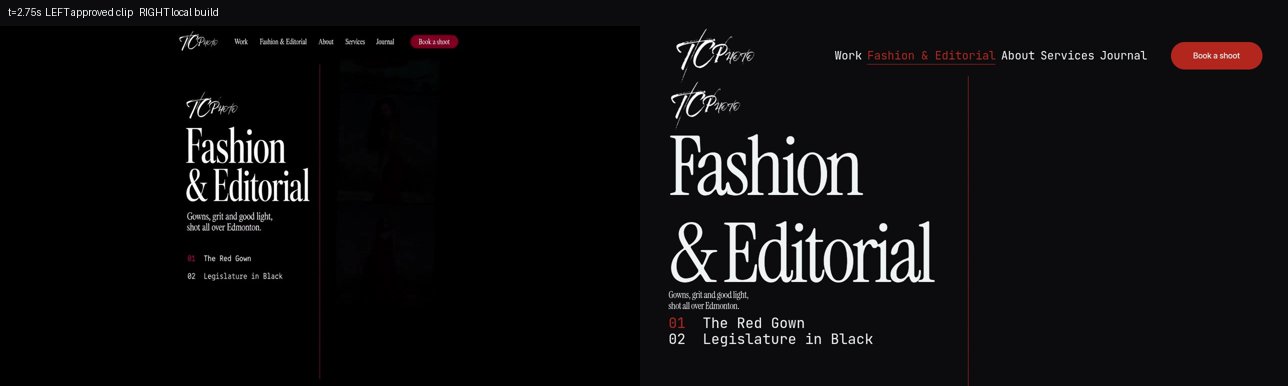 t=2.75s LEFT approved clip RIGHT local build
TCPHOTO Work Fashion & Editorial About Services Journal Book a shoot
TCPHOTO
Fashion
& Editorial
Gowns, grit and good light,
shot all over Edmonton.
01 The Red Gown
02 Legislature in Black
TCPHOTO Work Fashion & Editorial About Services Journal Book a shoot
TCPHOTO
Fashion
& Editorial
Gowns, grit and good light,
shot all over Edmonton.
01 The Red Gown
02 Legislature in Black